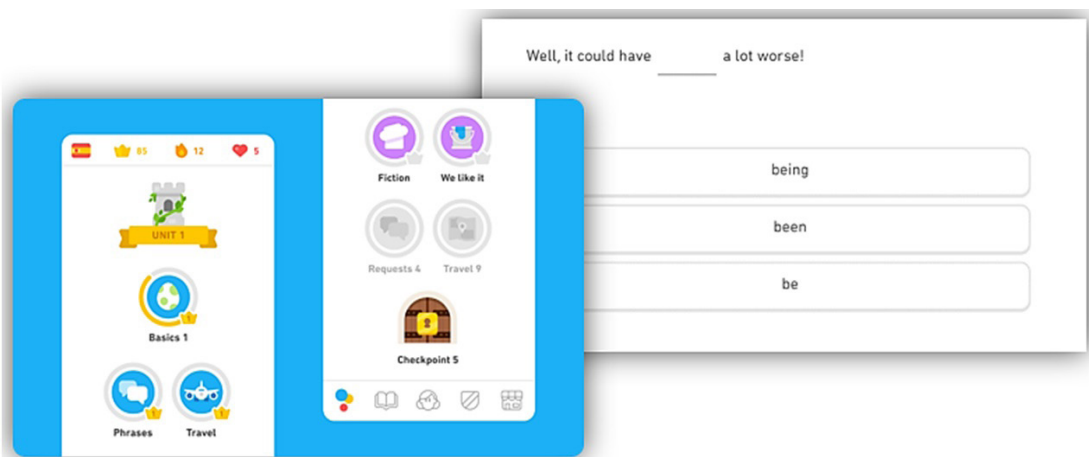 85 12 5
UNIT 1
Basics 1
Phrases Travel
Fiction We like it
Requests 4 Travel 9
Checkpoint 5
Well, it could have ______ a lot worse!
being
been
be